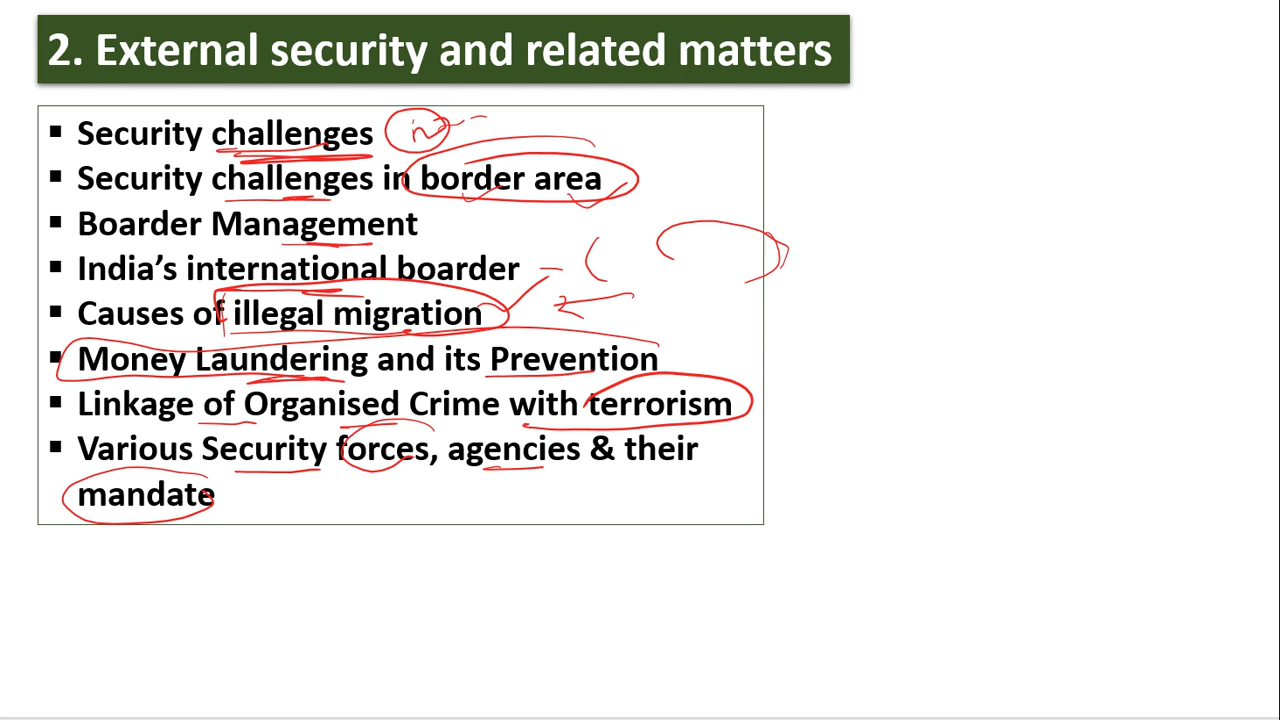 2. External security and related matters
▪ Security challenges
▪ Security challenges in border area
▪ Boarder Management
▪ India's international boarder
▪ Causes of illegal migration
▪ Money Laundering and its Prevention
▪ Linkage of Organised Crime with terrorism
▪ Various Security forces, agencies & their
mandate